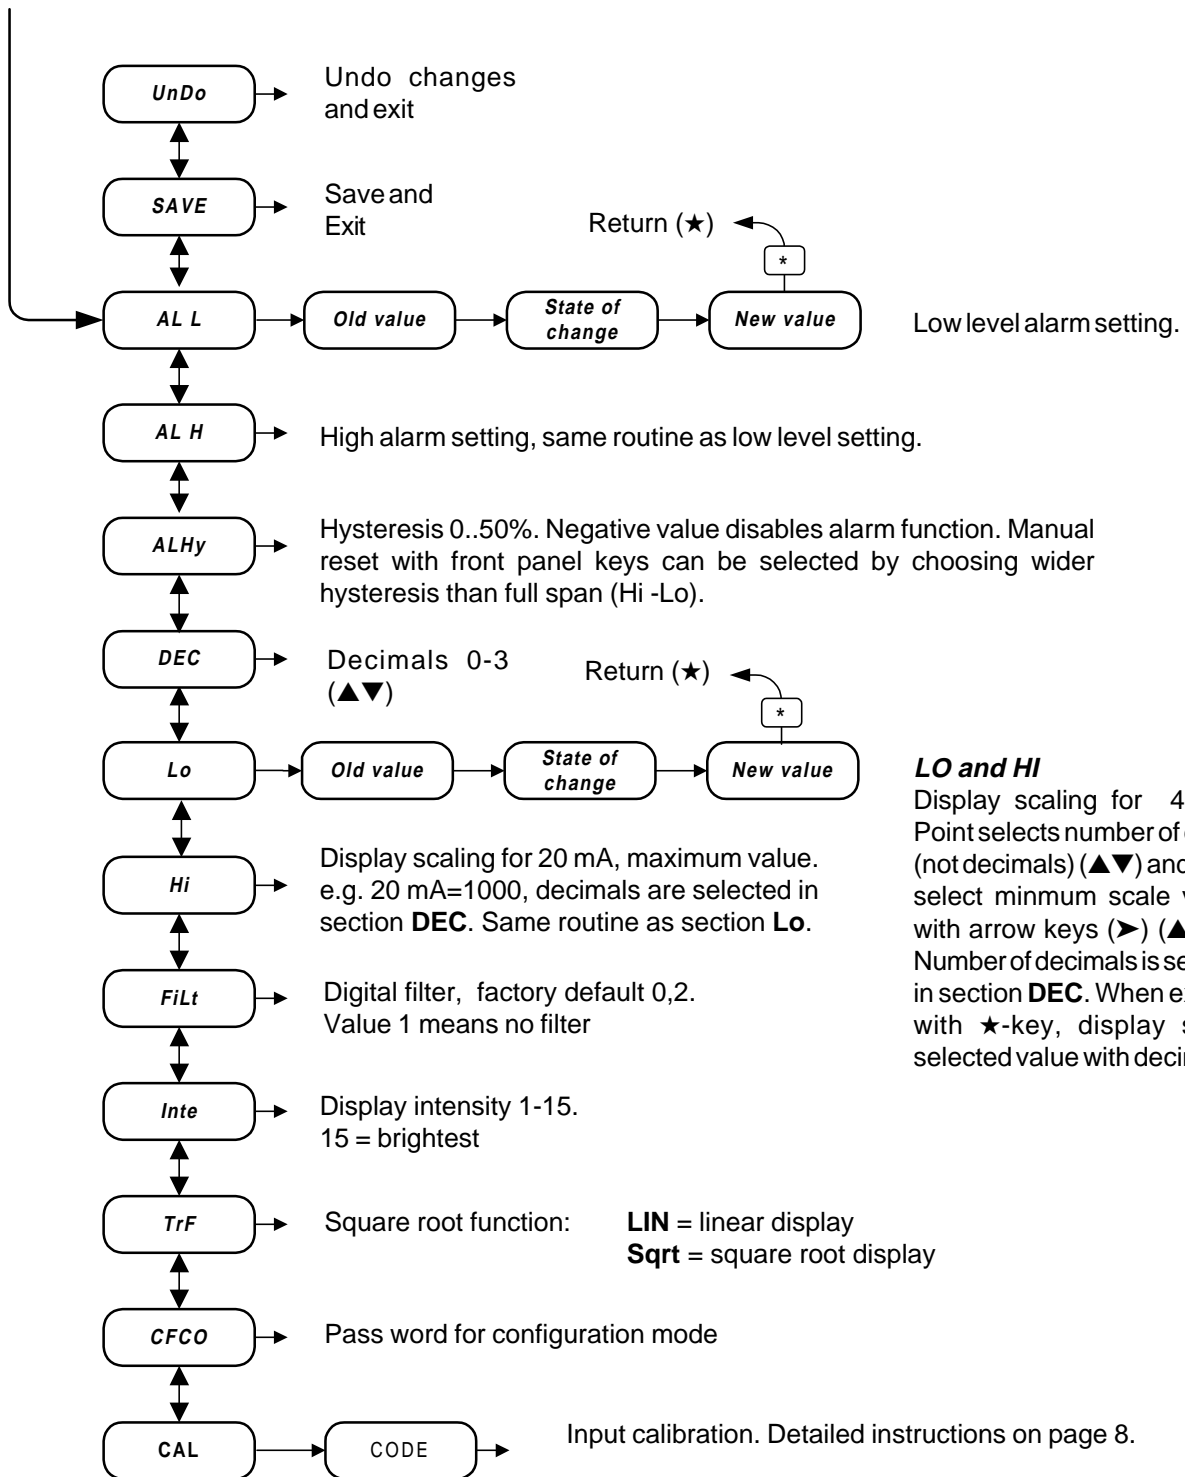 UnDo
Undo changes
and exit
SAVE
Save and
Exit
Return (★)
*
AL L
Old value
State of
change
New value
Low level alarm setting.
AL H
High alarm setting, same routine as low level setting.
ALHy
Hysteresis 0..50%. Negative value disables alarm function. Manual
reset with front panel keys can be selected by choosing wider
hysteresis than full span (Hi -Lo).
DEC
Decimals 0-3
(▲▼)
Return (★)
*
Lo
Old value
State of
change
New value
LO and HI
Display scaling for 4
Point selects number of
(not decimals) (▲▼) and
select minmum scale
with arrow keys (➤) (▲
Number of decimals is
in section DEC. When
with ★-key, display
selected value with
Hi
Display scaling for 20 mA, maximum value.
e.g. 20 mA=1000, decimals are selected in
section DEC. Same routine as section Lo.
FiLt
Digital filter, factory default 0,2.
Value 1 means no filter
Inte
Display intensity 1-15.
15 = brightest
TrF
Square root function:
LIN = linear display
Sqrt = square root display
CFCO
Pass word for configuration mode
CAL
CODE
Input calibration. Detailed instructions on page 8.